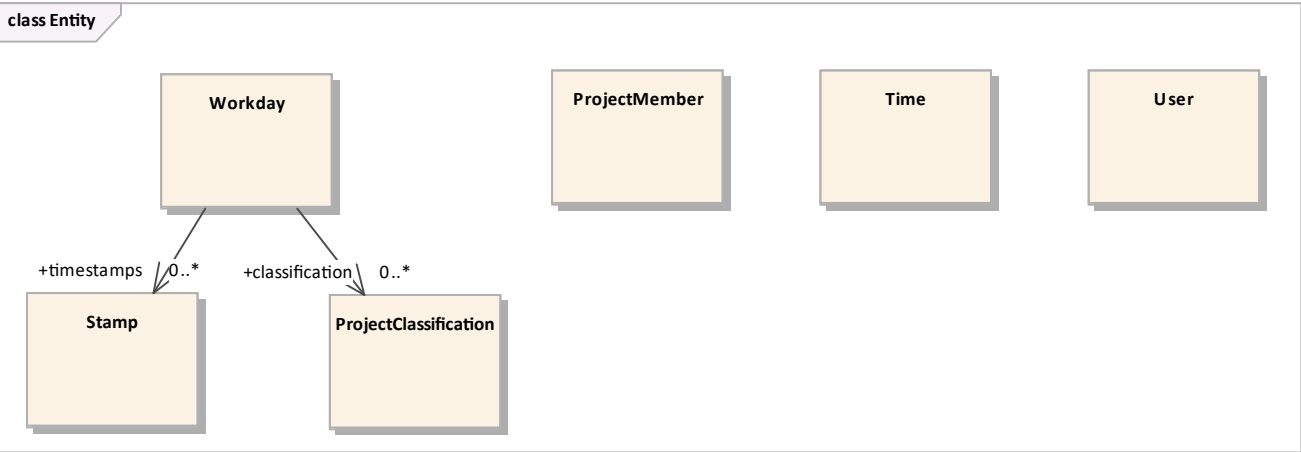 class Entity
Workday
ProjectMember
Time
User
+timestamps
0..*
+classification
0..*
Stamp
ProjectClassification